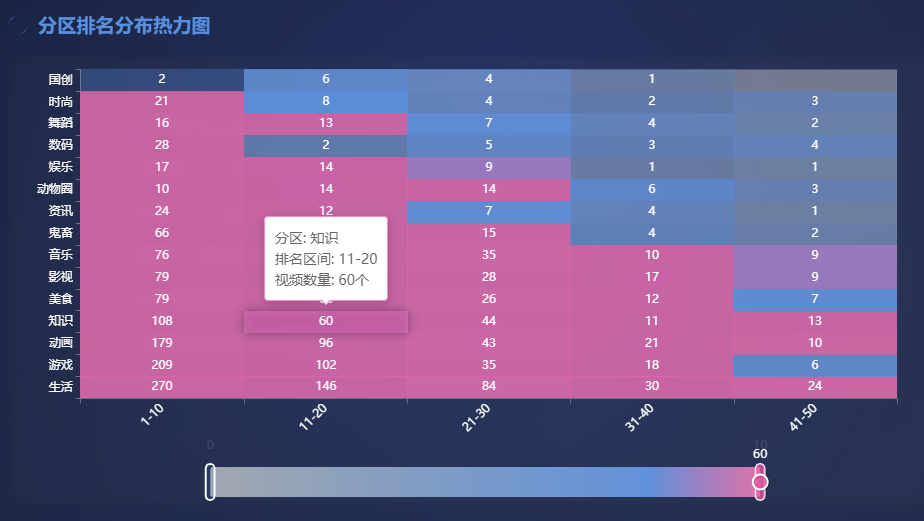 分区排名分布热力图
国创 2 6 4 1
时尚 21 8 4 2 3
舞蹈 16 13 7 4 2
数码 28 2 5 3 4
娱乐 17 14 9 1 1
动物圈 10 14 14 6 3
资讯 24 12 7 4 1
鬼畜 66 15 4 2
分区: 知识
排名区间: 11-20
视频数量: 60个
音乐 76 35 10 9
影视 79 28 17 9
美食 79 26 12 7
知识 108 60 44 11 13
动画 179 96 43 21 10
游戏 209 102 35 18 6
生活 270 146 84 30 24
1-10 11-20 21-30 31-40 41-50
0 10
60